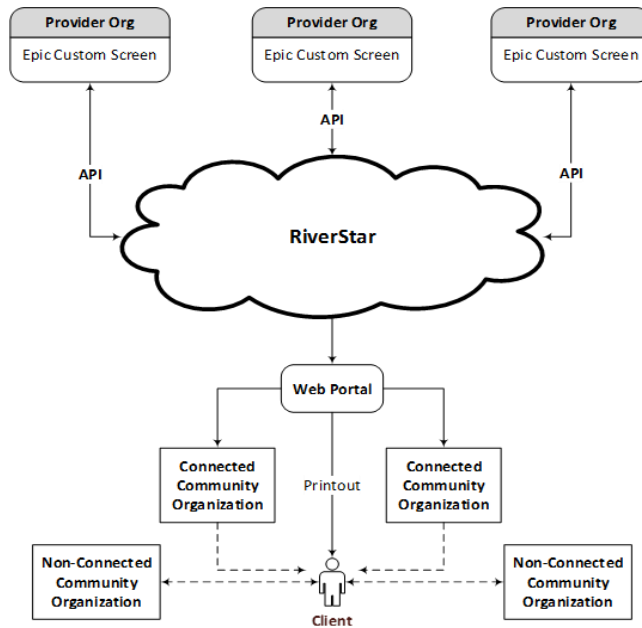 Provider Org
Provider Org
Provider Org
Epic Custom Screen
Epic Custom Screen
Epic Custom Screen
API
API
API
RiverStar
Web Portal
Connected
Community
Organization
Printout
Connected
Community
Organization
Non-Connected
Community
Organization
Non-Connected
Community
Organization
Client